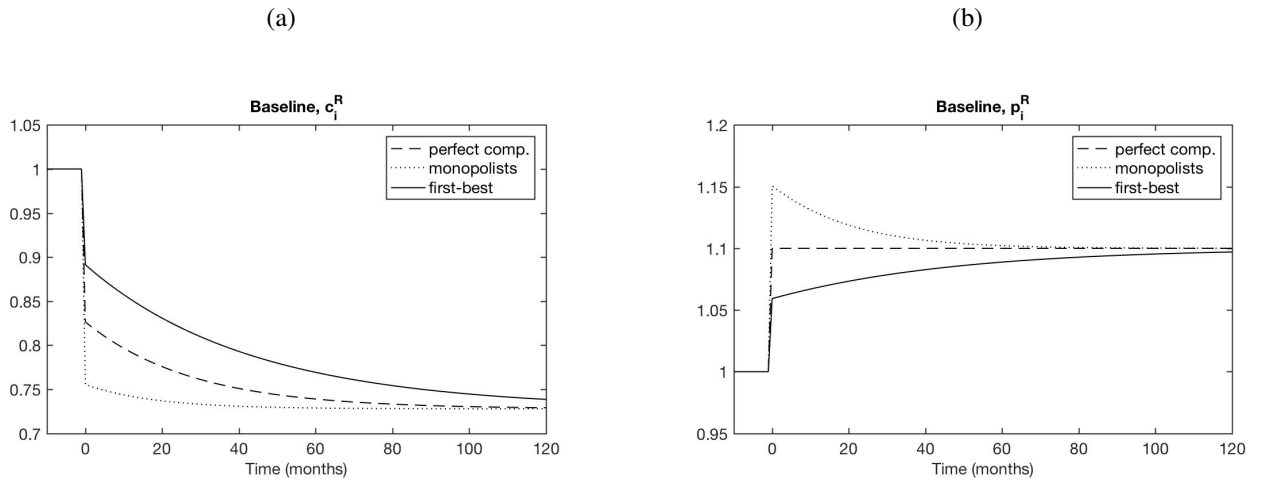 (a)
Baseline, c_i^R
1.05
1
0.95
0.9
0.85
0.8
0.75
0.7
0
20
40
60
80
100
120
Time (months)
perfect comp.
monopolists
first-best
(b)
Baseline, p_i^R
1.2
1.15
1.1
1.05
1
0.95
0
20
40
60
80
100
120
Time (months)
perfect comp.
monopolists
first-best